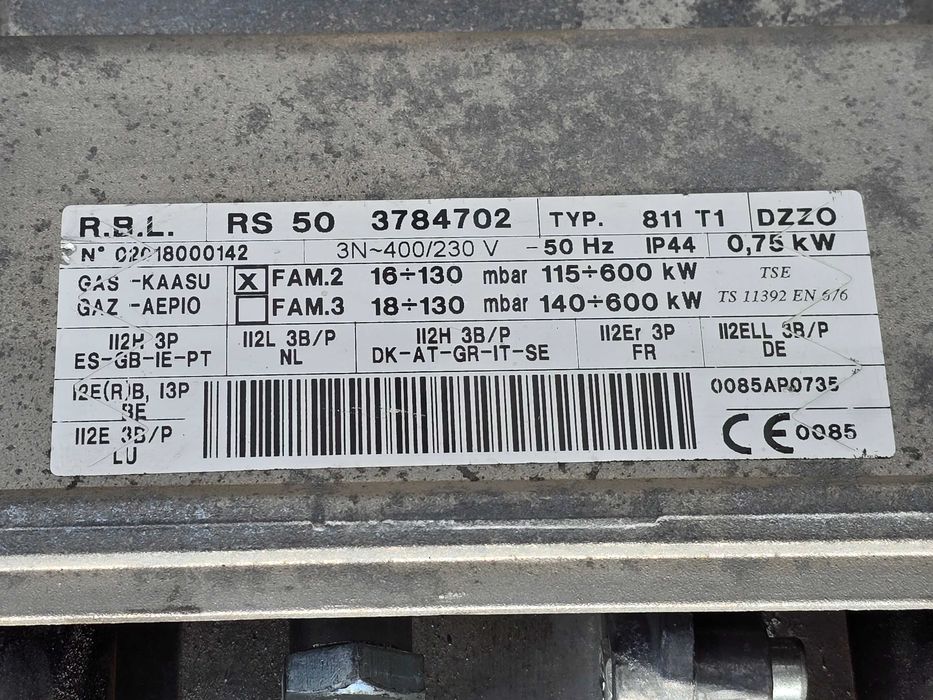 R.B.L. RS 50 3784702 TYP. 811 T1 DZZO
N° 02018000142 3N~400/230 V - 50 Hz IP44 0,75 kW
GAS -KAASU X FAM.2 16÷130 mbar 115÷600 kW TSE
GAZ -AEPIO FAM.3 18÷130 mbar 140÷600 kW TS 11392 EN 676
II2H 3P II2L 3B/P II2H 3B/P II2Er 3P II2ELL 3B/P
ES-GB-IE-PT NL DK-AT-GR-IT-SE FR DE
I2E(R)B, I3P 0085AP0735
BE
II2E 3B/P CE 0085
LU